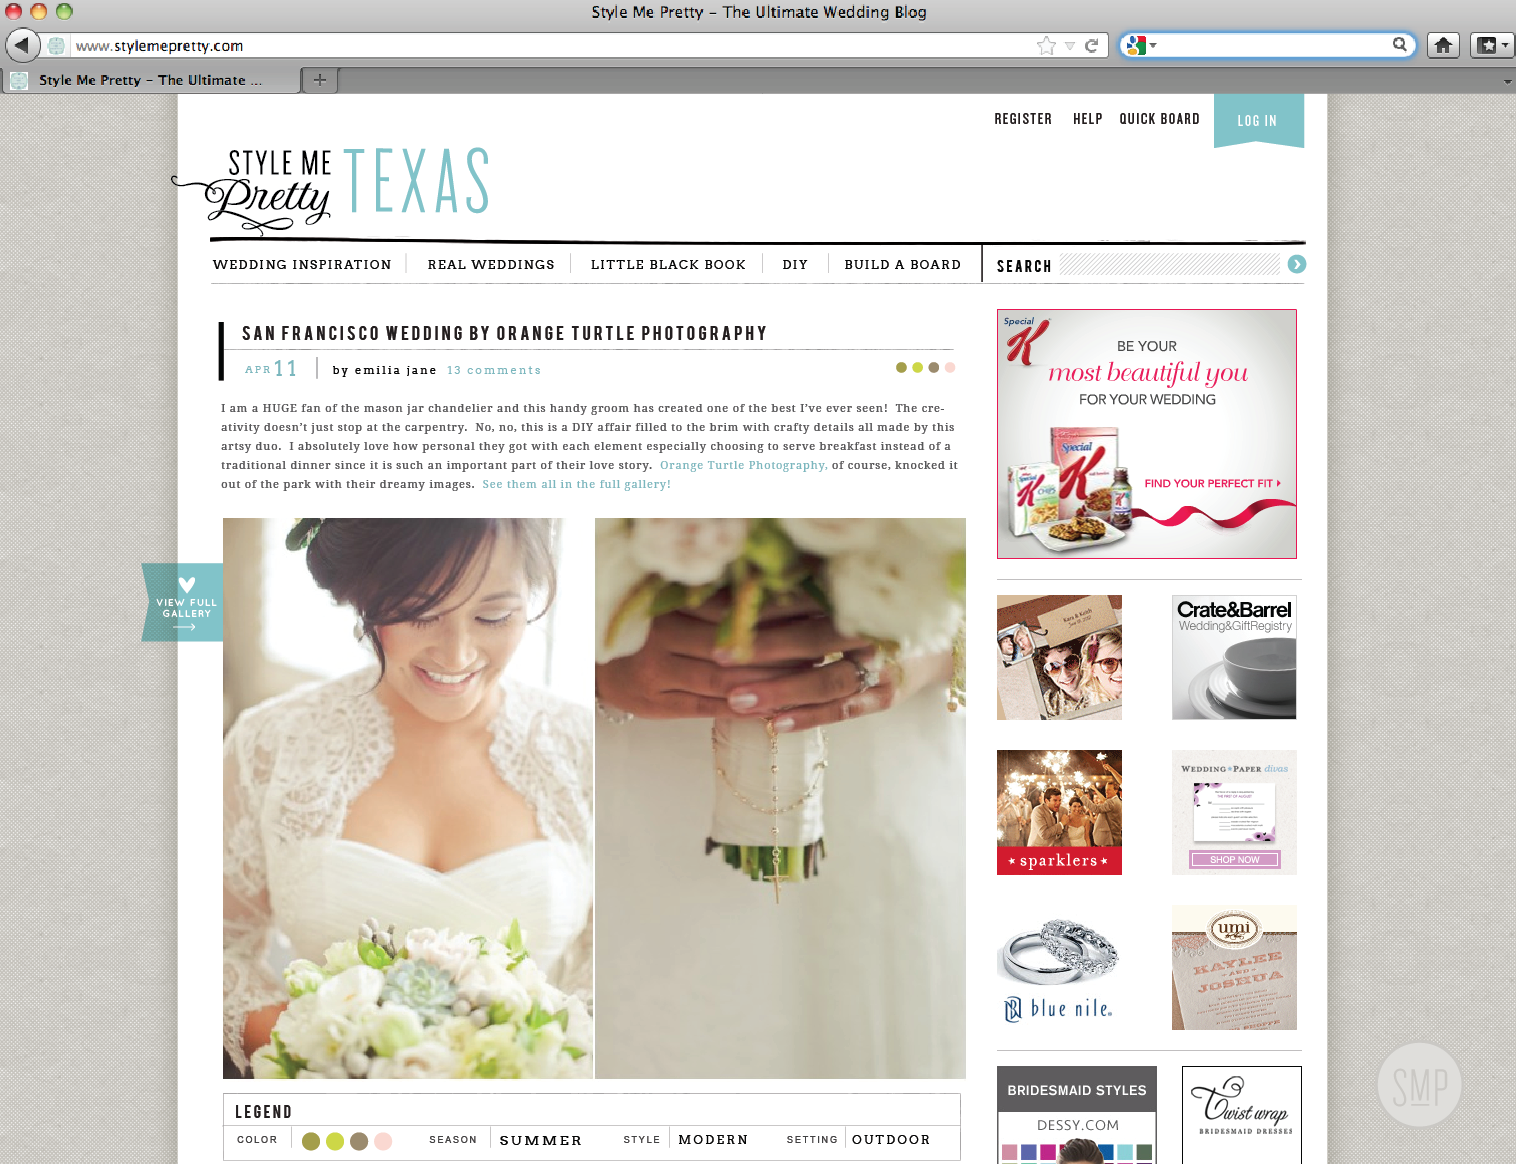 Style Me Pretty – The Ultimate Wedding Blog
www.stylemepretty.com
Style Me Pretty – The Ultimate ...
REGISTER HELP QUICK BOARD LOG IN
STYLE ME
Pretty TEXAS
WEDDING INSPIRATION REAL WEDDINGS LITTLE BLACK BOOK DIY BUILD A BOARD SEARCH
SAN FRANCISCO WEDDING BY ORANGE TURTLE PHOTOGRAPHY
APR 11 by emilia jane 13 comments
I am a HUGE fan of the mason jar chandelier and this handy groom has created one of the best I've ever seen! The cre-
ativity doesn't just stop at the carpentry. No, no, this is a DIY affair filled to the brim with crafty details all made by this
artsy duo. I absolutely love how personal they got with each element especially choosing to serve breakfast instead of a
traditional dinner since it is such an important part of their love story. Orange Turtle Photography, of course, knocked it
out of the park with their dreamy images. See them all in the full gallery!
VIEW FULL
GALLERY
LEGEND
COLOR SEASON SUMMER STYLE MODERN SETTING OUTDOOR
Special
K
BE YOUR
most beautiful you
FOR YOUR WEDDING
Special
K
FIND YOUR PERFECT FIT
Kara & Keith
Crate&Barrel
Wedding&GiftRegistry
sparklers
WEDDING PAPER divas
SHOP NOW
blue nile
umi
KAYLEE
AND
JOSHUA
BRIDESMAID STYLES
DESSY.COM
Twist wrap
BRIDESMAID DRESSES
SMP